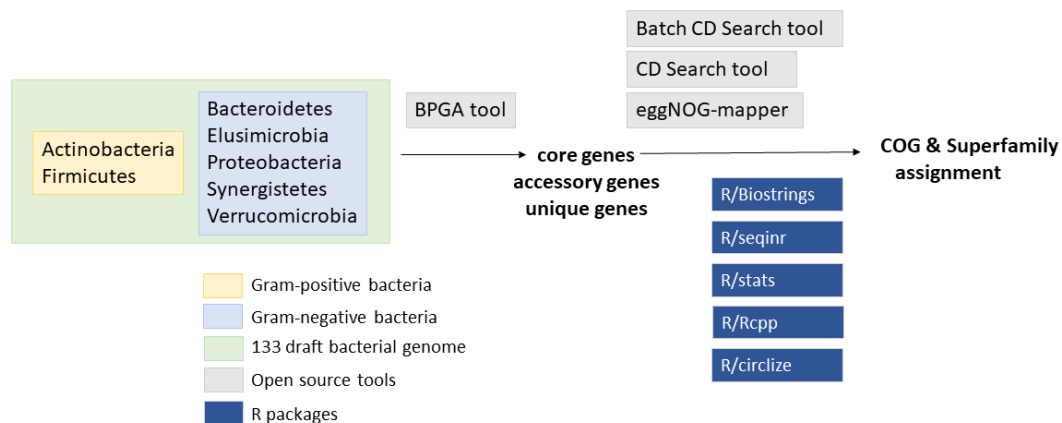 Actinobacteria
Firmicutes
Bacteroidetes
Elusimicrobia
Proteobacteria
Synergistetes
Verrucomicrobia
BPGA tool
core genes
accessory genes
unique genes
Batch CD Search tool
CD Search tool
eggNOG-mapper
R/Biostrings
R/seqinr
R/stats
R/Rcpp
R/circlize
COG & Superfamily
assignment
Gram-positive bacteria
Gram-negative bacteria
133 draft bacterial genome
Open source tools
R packages